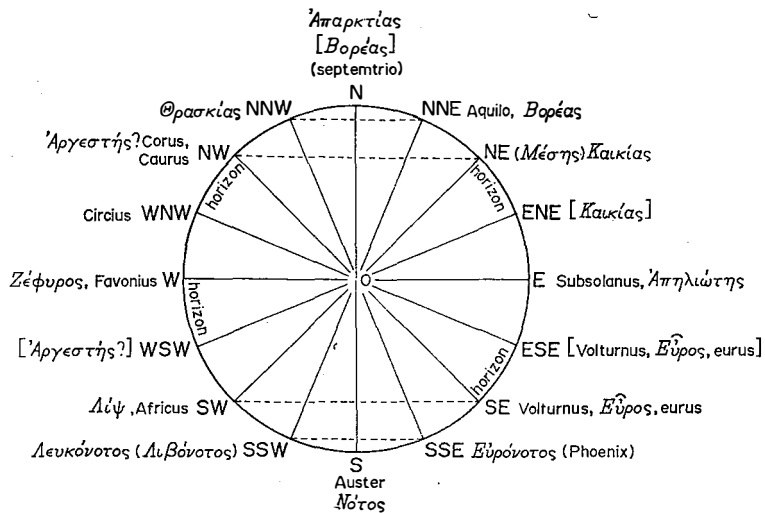 Ἀπαρκτίας
[Βορέας]
(septemtrio)
N
Θρασκίας NNW
NNE Aquilo, Βορέας
Ἀργεστής? Corus,
Caurus NW
NE (Μέσης) Καικίας
horizon
horizon
Circius WNW
ENE [Καικίας]
Ζέφυρος, Favonius W
O
E Subsolanus, Ἀπηλιώτης
horizon
[Ἀργεστής?] WSW
ESE [Volturnus, Εὖρος, eurus]
horizon
Λίψ, Africus SW
SE Volturnus, Εὖρος, eurus
Λευκόνοτος (Λιβόνοτος) SSW
SSE Εὐρόνοτος (Phoenix)
S
Auster
Νότος